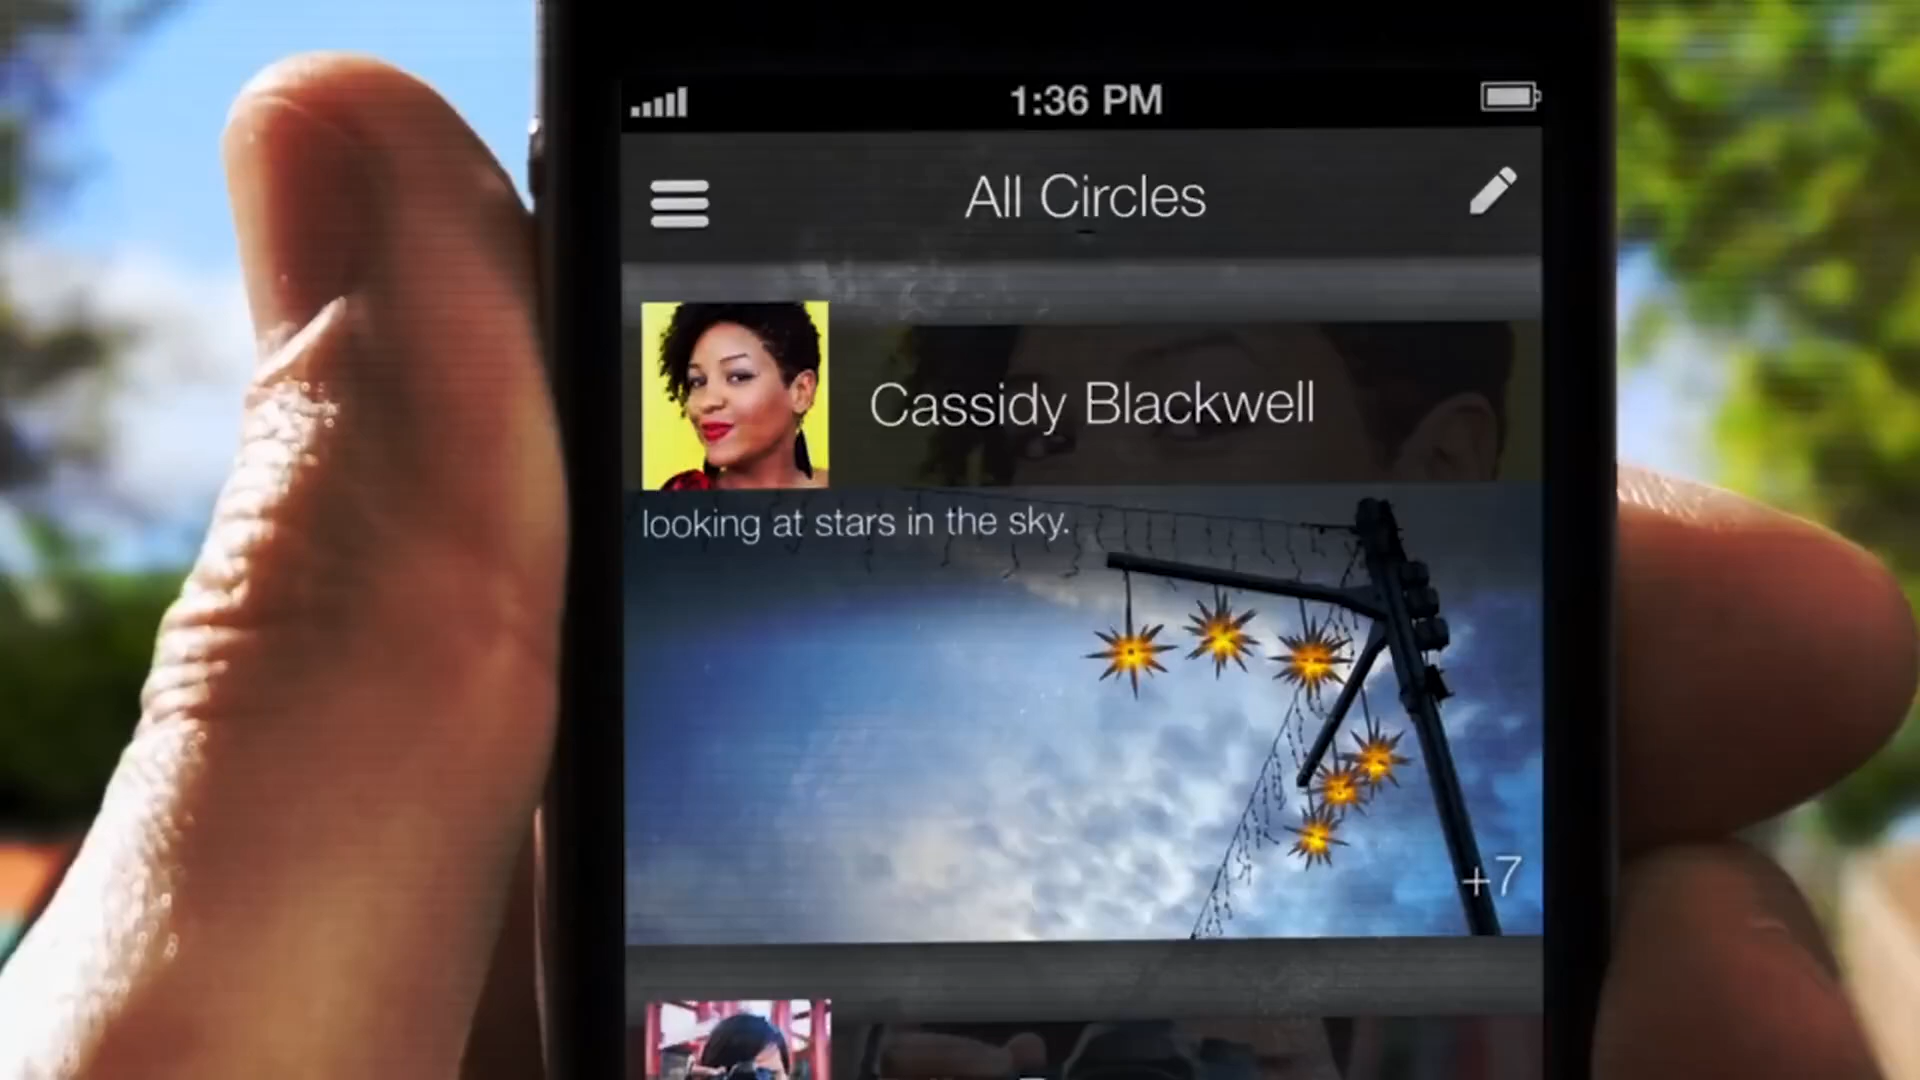 1:36 PM
All Circles
Cassidy Blackwell
looking at stars in the sky.
+7